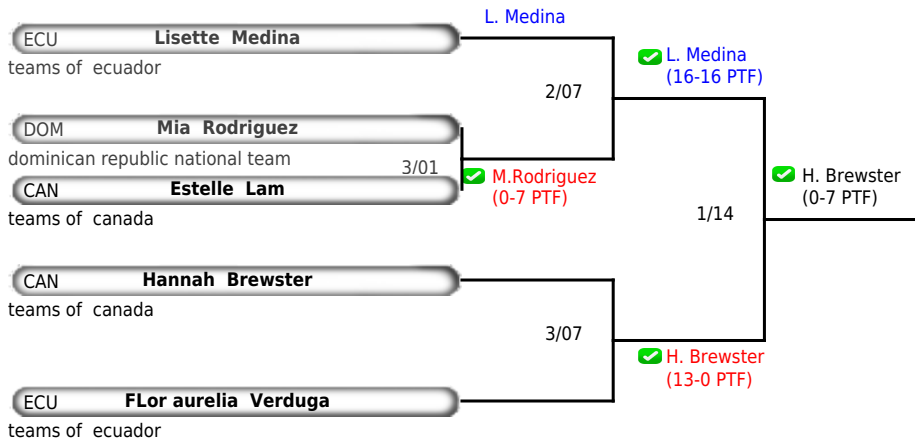 L. Medina
ECU Lisette Medina
teams of ecuador
L. Medina
(16-16 PTF)
2/07
DOM Mia Rodriguez
dominican republic national team
3/01
M.Rodriguez
(0-7 PTF)
CAN Estelle Lam
teams of canada
H. Brewster
(0-7 PTF)
1/14
CAN Hannah Brewster
teams of canada
3/07
H. Brewster
(13-0 PTF)
ECU FLor aurelia Verduga
teams of ecuador